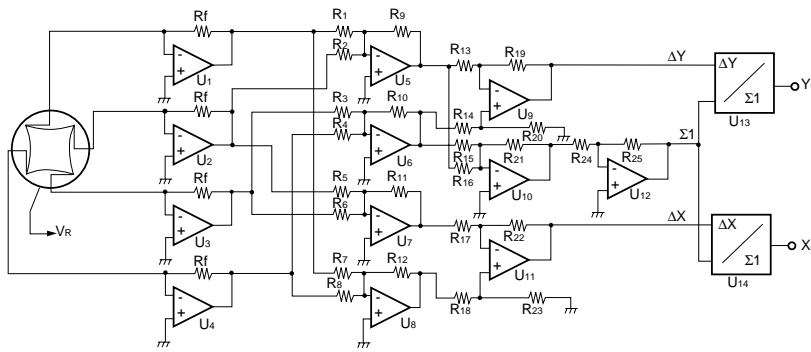 Rf
R1
R9
R2
U1
U5
R13
R19
ΔY
ΔY
Y
Σ1
U13
Rf
R3
R10
R4
U2
U6
U9
R14
R20
R15
R21
R16
R24
R25
Σ1
U10
U12
Rf
R5
R11
R6
U3
U7
VR
R17
R22
ΔX
ΔX
X
Σ1
U14
Rf
R7
R12
R8
U4
U8
U11
R18
R23